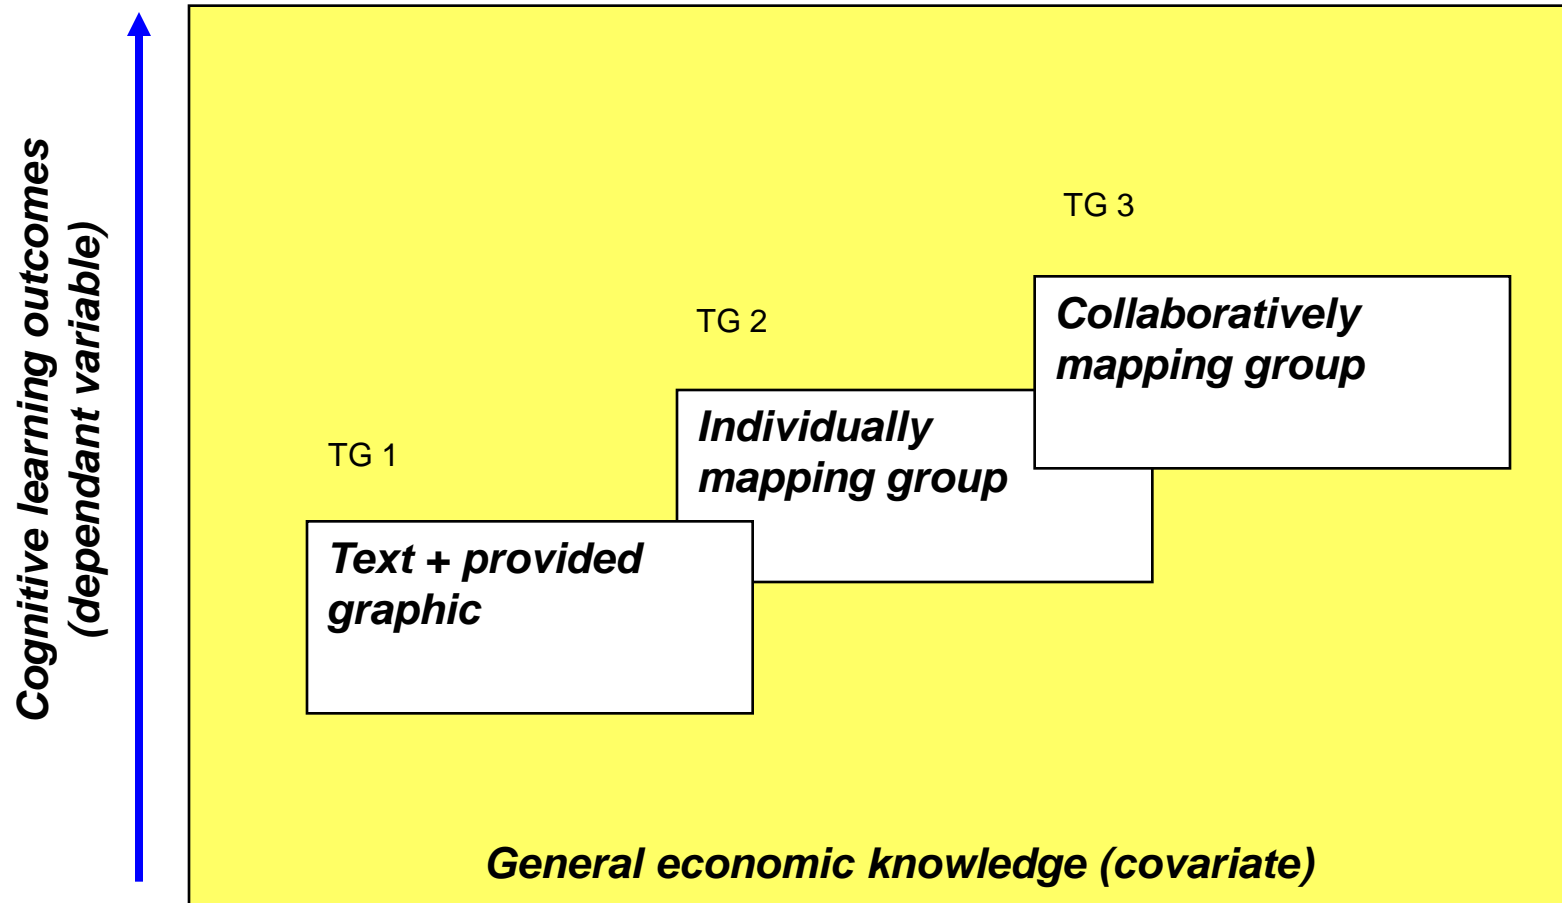 Cognitive learning outcomes
(dependant variable)
TG 1
Text + provided
graphic
TG 2
Individually
mapping group
TG 3
Collaboratively
mapping group
General economic knowledge (covariate)